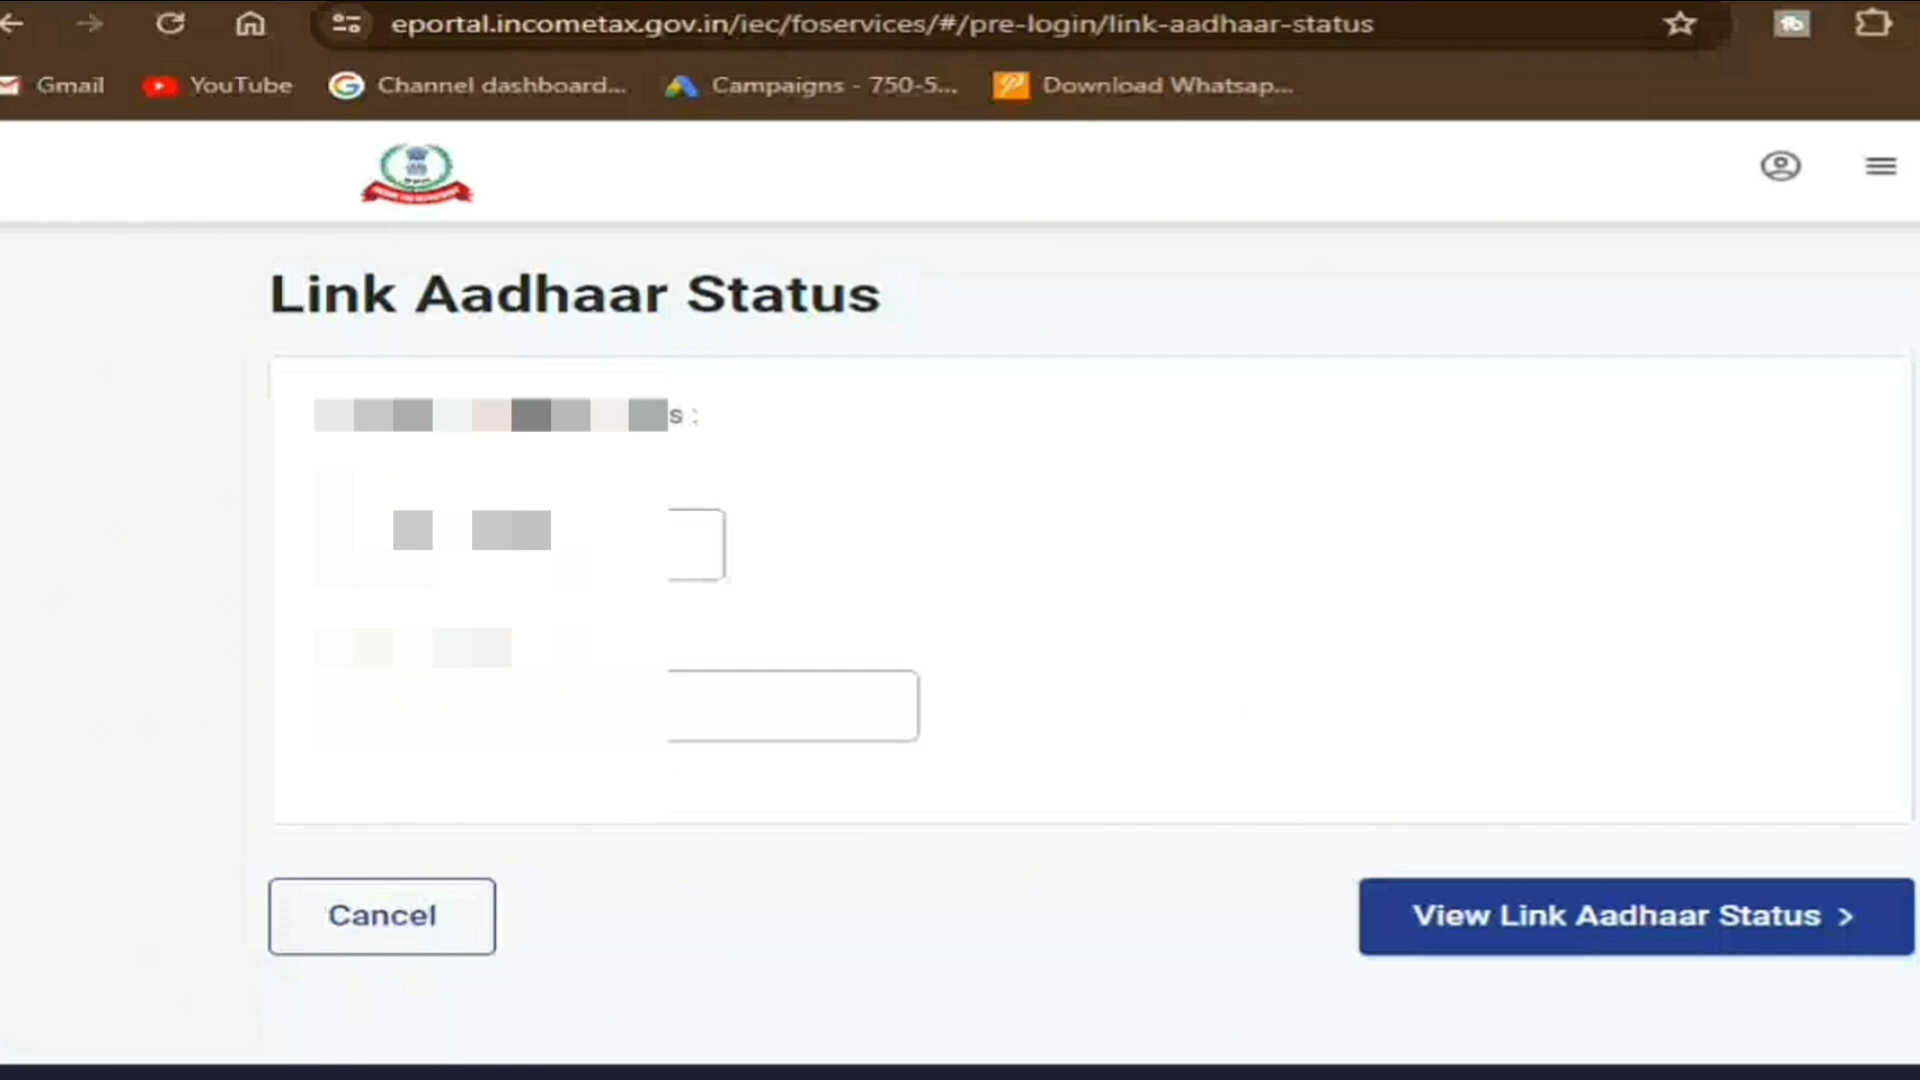 eportal.incometax.gov.in/iec/foservices/#/pre-login/link-aadhaar-status
Gmail YouTube Channel dashboard... Campaigns - 750-5... Download Whatsap...
Link Aadhaar Status
s :
Cancel View Link Aadhaar Status >